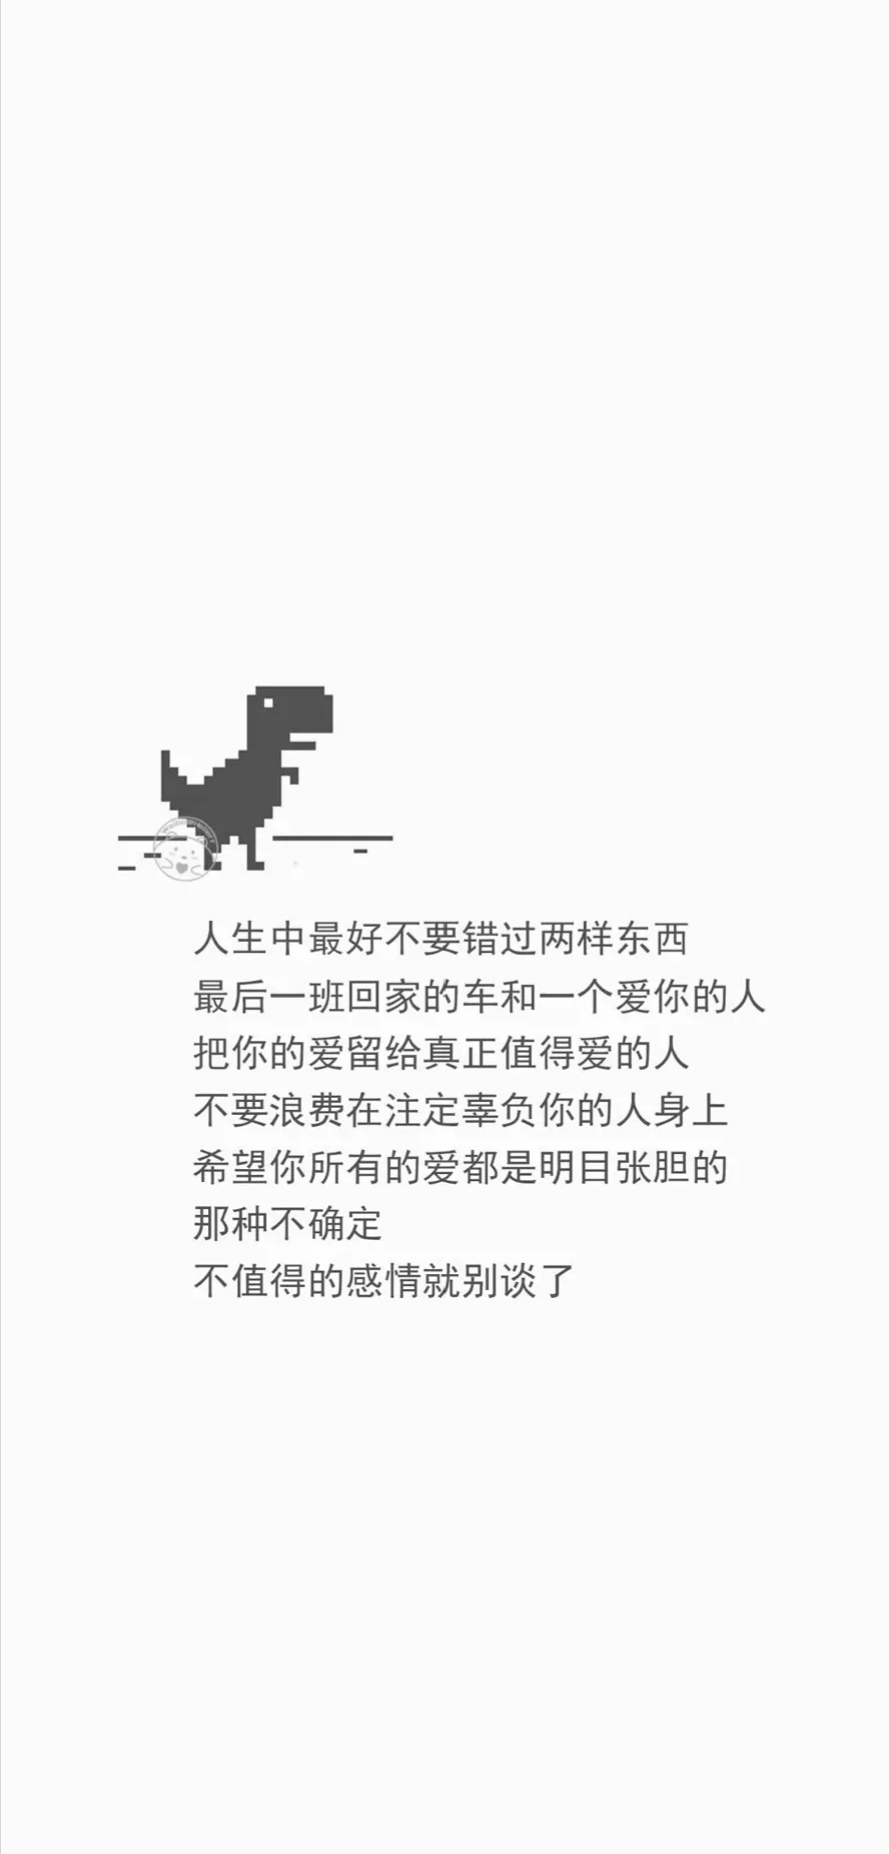 人生中最好不要错过两样东西
最后一班回家的车和一个爱你的人
把你的爱留给真正值得爱的人
不要浪费在注定辜负你的人身上
希望你所有的爱都是明目张胆的
那种不确定
不值得的感情就别谈了